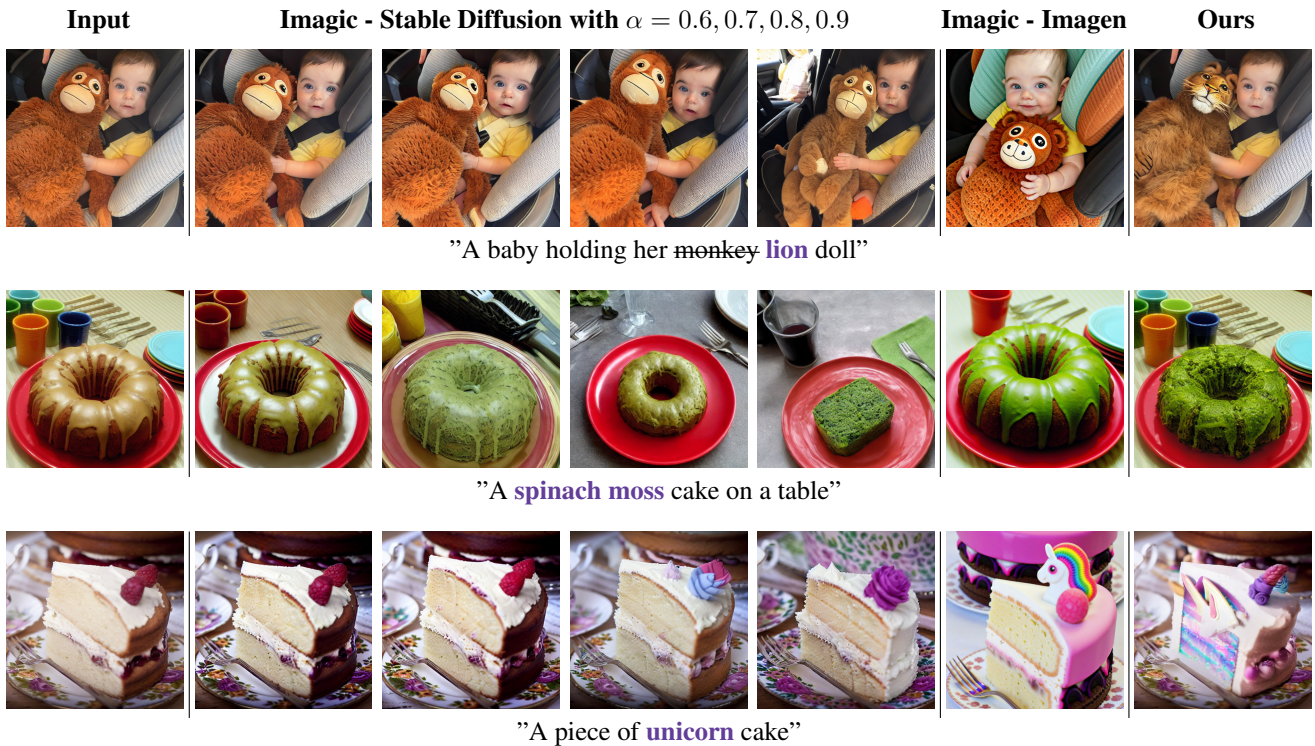 Input Imagic - Stable Diffusion with α = 0.6, 0.7, 0.8, 0.9 Imagic - Imagen Ours
”A baby holding her monkey lion doll”
”A spinach moss cake on a table”
”A piece of unicorn cake”